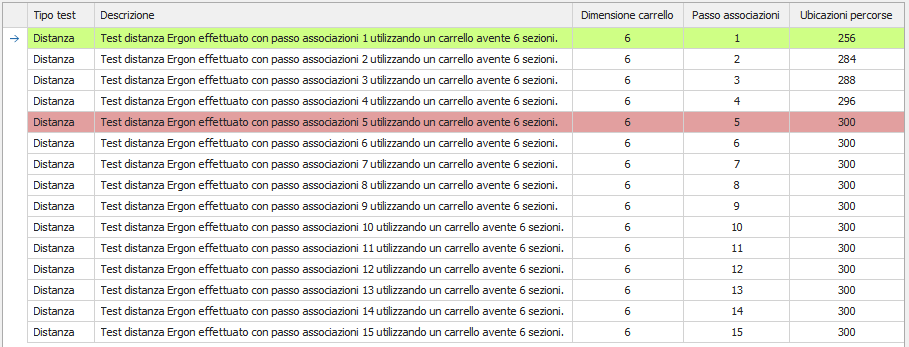 Tipo test Descrizione Dimensione carrello Passo associazioni Ubicazioni percorse
Distanza Test distanza Ergon effettuato con passo associazioni 1 utilizzando un carrello avente 6 sezioni. 6 1 256
Distanza Test distanza Ergon effettuato con passo associazioni 2 utilizzando un carrello avente 6 sezioni. 6 2 284
Distanza Test distanza Ergon effettuato con passo associazioni 3 utilizzando un carrello avente 6 sezioni. 6 3 288
Distanza Test distanza Ergon effettuato con passo associazioni 4 utilizzando un carrello avente 6 sezioni. 6 4 296
Distanza Test distanza Ergon effettuato con passo associazioni 5 utilizzando un carrello avente 6 sezioni. 6 5 300
Distanza Test distanza Ergon effettuato con passo associazioni 6 utilizzando un carrello avente 6 sezioni. 6 6 300
Distanza Test distanza Ergon effettuato con passo associazioni 7 utilizzando un carrello avente 6 sezioni. 6 7 300
Distanza Test distanza Ergon effettuato con passo associazioni 8 utilizzando un carrello avente 6 sezioni. 6 8 300
Distanza Test distanza Ergon effettuato con passo associazioni 9 utilizzando un carrello avente 6 sezioni. 6 9 300
Distanza Test distanza Ergon effettuato con passo associazioni 10 utilizzando un carrello avente 6 sezioni. 6 10 300
Distanza Test distanza Ergon effettuato con passo associazioni 11 utilizzando un carrello avente 6 sezioni. 6 11 300
Distanza Test distanza Ergon effettuato con passo associazioni 12 utilizzando un carrello avente 6 sezioni. 6 12 300
Distanza Test distanza Ergon effettuato con passo associazioni 13 utilizzando un carrello avente 6 sezioni. 6 13 300
Distanza Test distanza Ergon effettuato con passo associazioni 14 utilizzando un carrello avente 6 sezioni. 6 14 300
Distanza Test distanza Ergon effettuato con passo associazioni 15 utilizzando un carrello avente 6 sezioni. 6 15 300